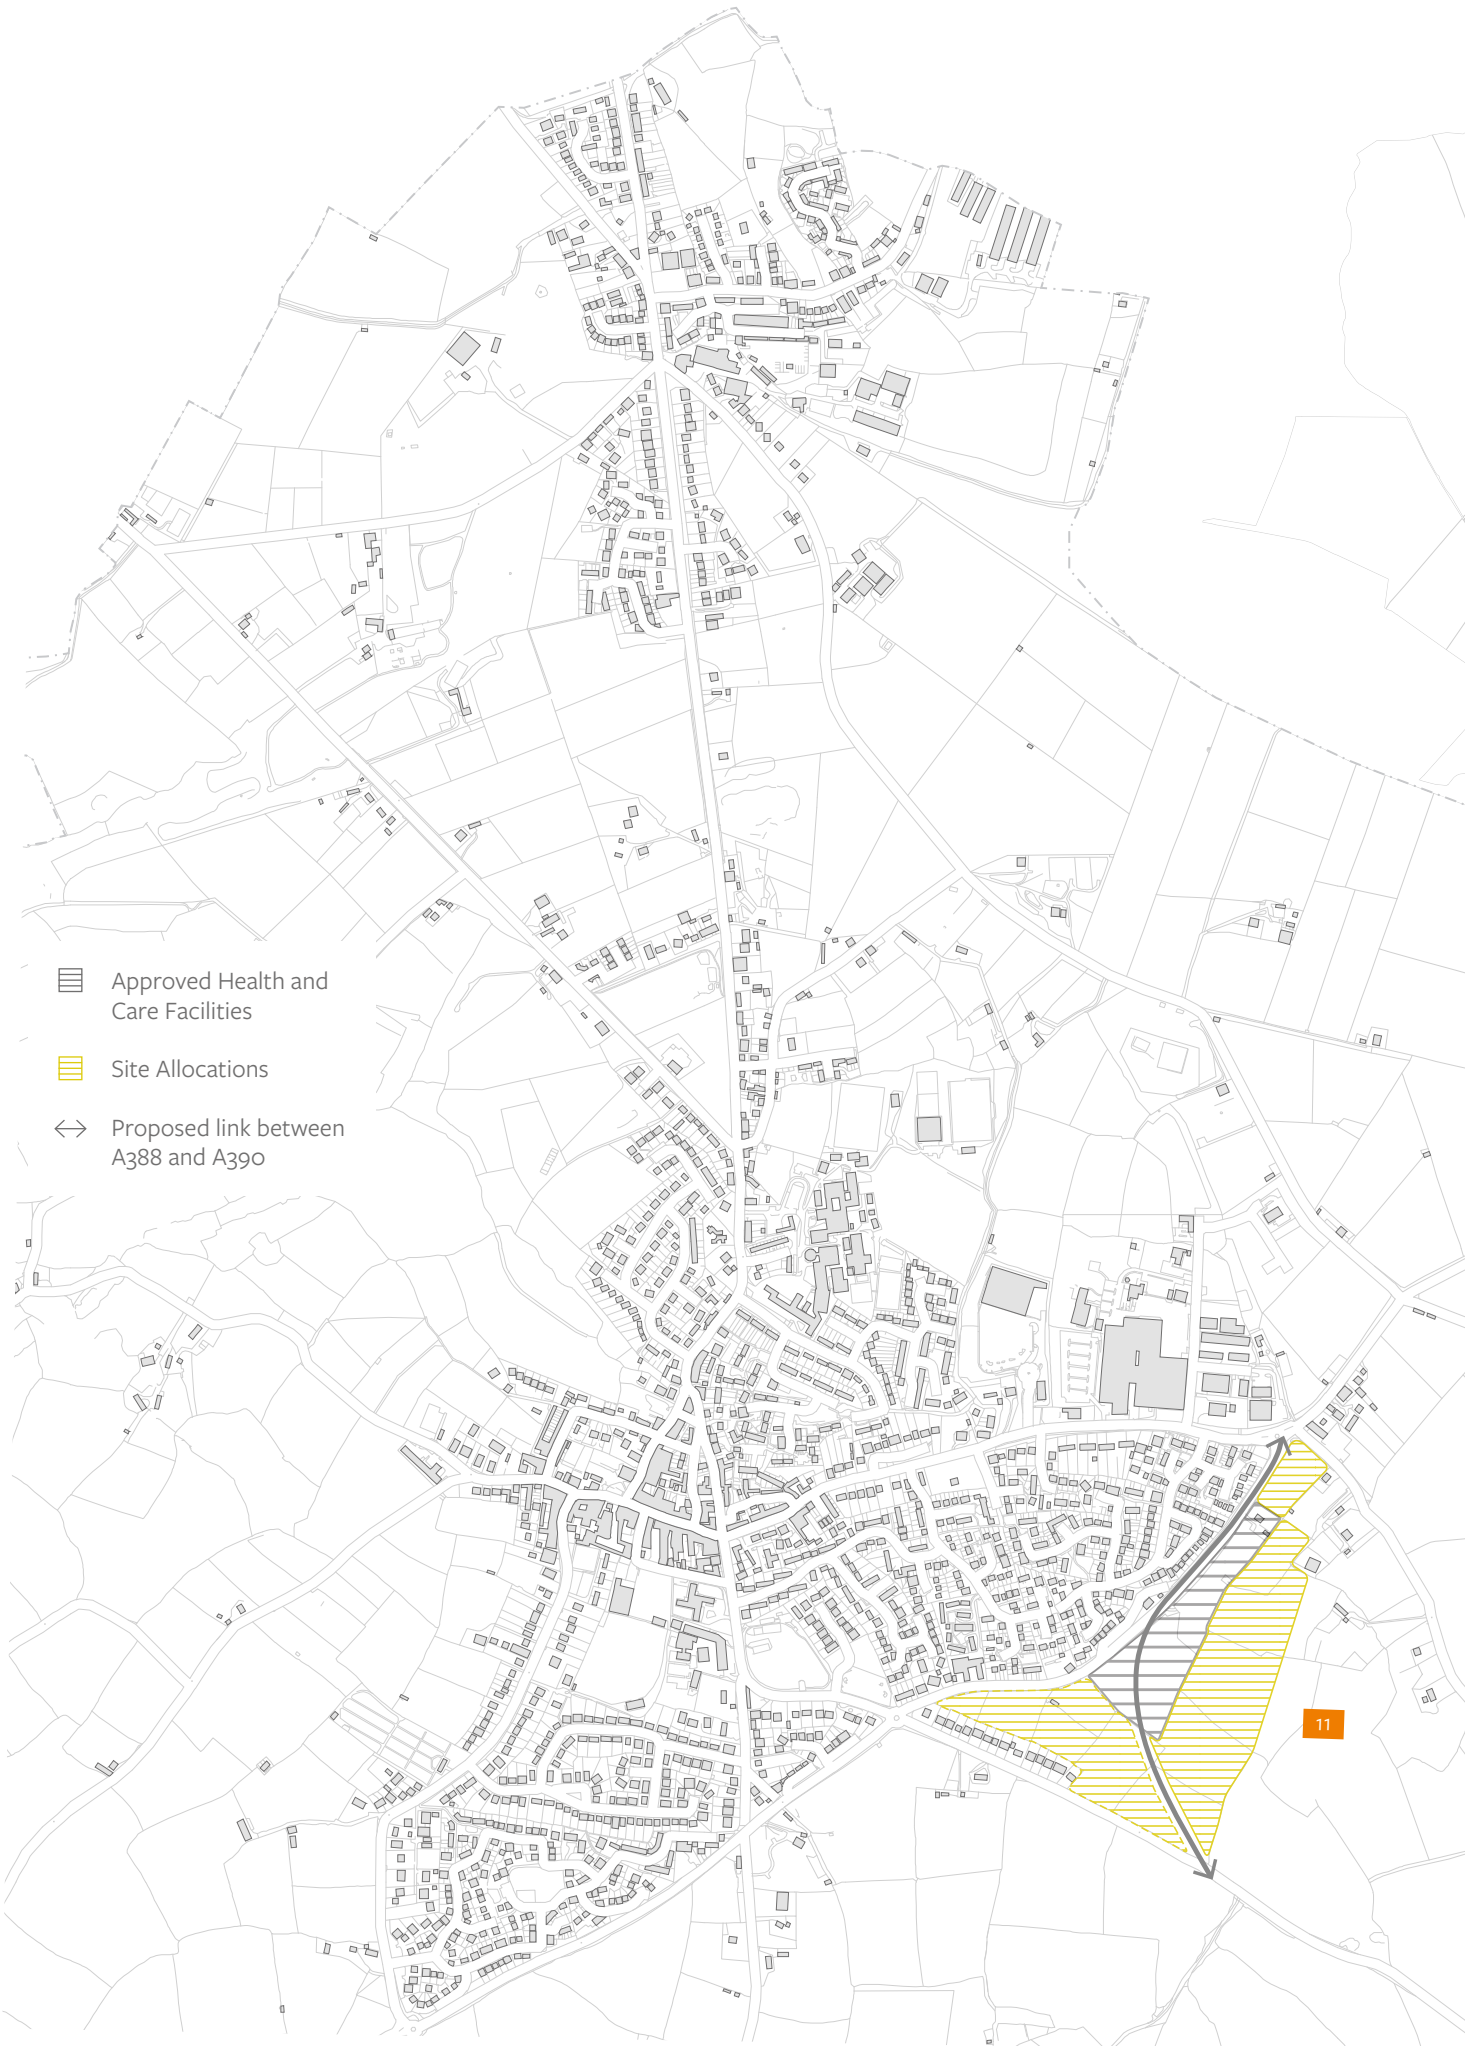 Approved Health and
Care Facilities
Site Allocations
Proposed link between
A388 and A390
11